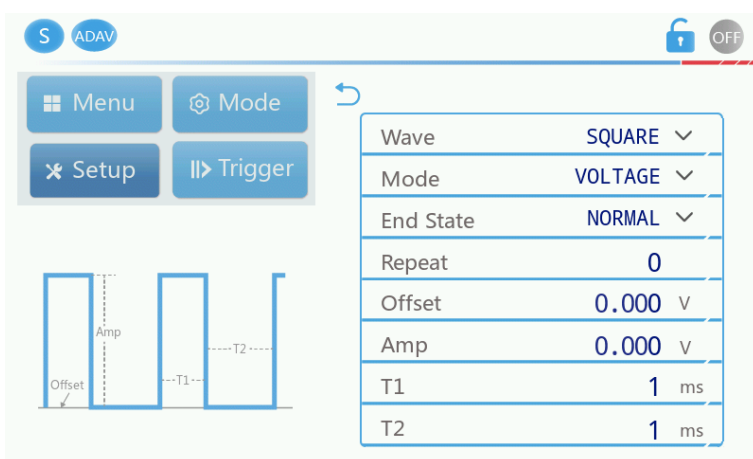 S ADAV OFF
Menu Mode
Setup Trigger
Wave SQUARE
Mode VOLTAGE
End State NORMAL
Repeat 0
Offset 0.000 V
Amp 0.000 V
T1 1 ms
T2 1 ms
Amp
T2
T1
Offset